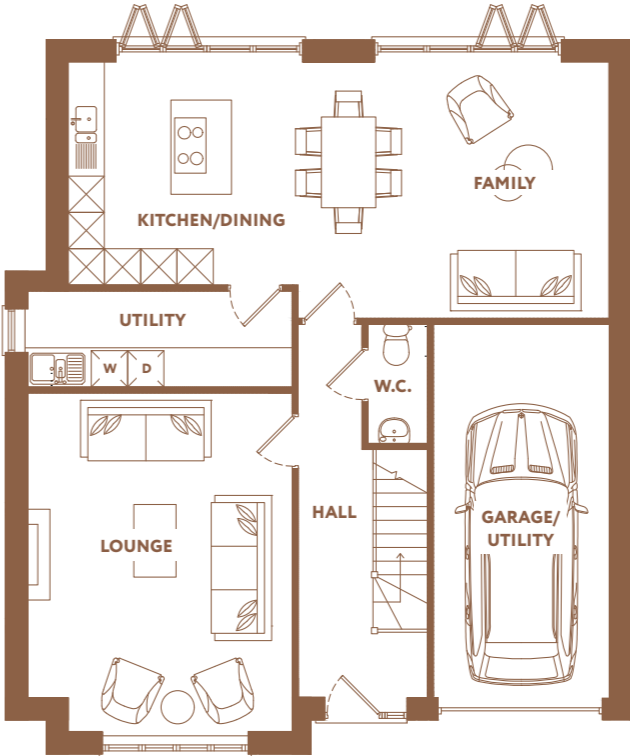 FAMILY
KITCHEN/DINING
UTILITY
W D
W.C.
HALL
LOUNGE
GARAGE/
UTILITY